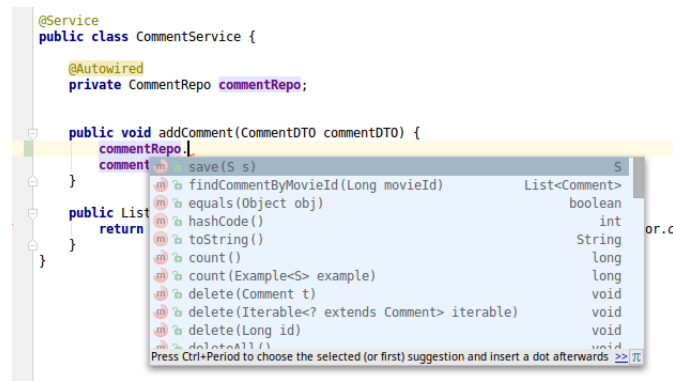 @Service
public class CommentService {
@Autowired
private CommentRepo commentRepo;
public void addComment(CommentDTO commentDTO) {
commentRepo.
comment
save(S s) S
findCommentByMovieId(Long movieId) List<Comment>
equals(Object obj) boolean
hashCode() int
toString() String
count() long
count(Example<S> example) long
delete(Comment t) void
delete(Iterable<? extends Comment> iterable) void
delete(Long id) void
deleteAll() void
Press Ctrl+Period to choose the selected (or first) suggestion and insert a dot afterwards >> π
}
public List
return or.c
}
}